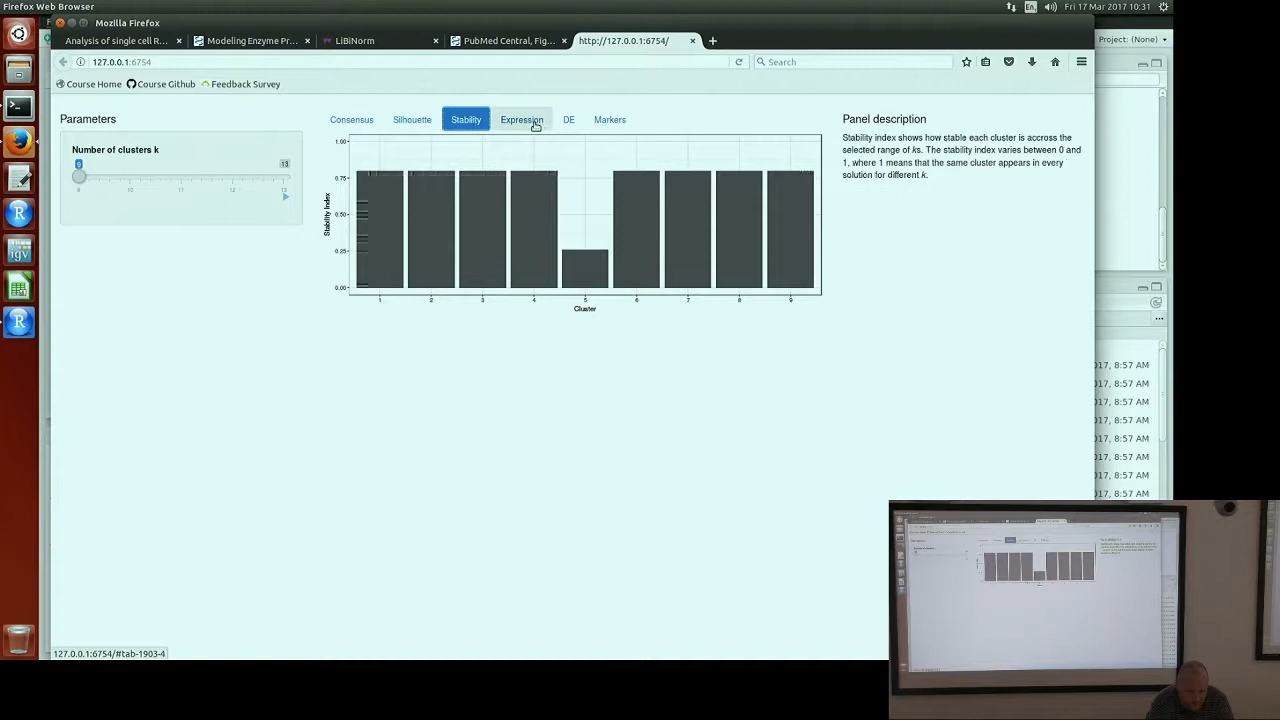 Firefox Web Browser
En
Fri 17 Mar 2017 10:31
Mozilla Firefox
Analysis of single cell R...
Modeling Enzyme Pr...
LiBiNorm
PubMed Central, Fig...
http://127.0.0.1:6754/
Project: (None)
127.0.0.1:6754
Search
Course Home
Course Github
Feedback Survey
Parameters
Number of clusters k
9
13
9
10
11
12
13
Consensus
Silhouette
Stability
Expression
DE
Markers
1.00
0.75
0.50
0.25
0.00
Stability Index
1
2
3
4
5
6
7
8
9
Cluster
Panel description
Stability index shows how stable each cluster is accross the
selected range of ks. The stability index varies between 0 and
1, where 1 means that the same cluster appears in every
solution for different k.
017, 8:57 AM
017, 8:57 AM
017, 8:57 AM
017, 8:57 AM
017, 8:57 AM
017, 8:57 AM
017, 8:57 AM
017, 8:57 AM
R
igv
R
127.0.0.1:6754/#tab-1903-4